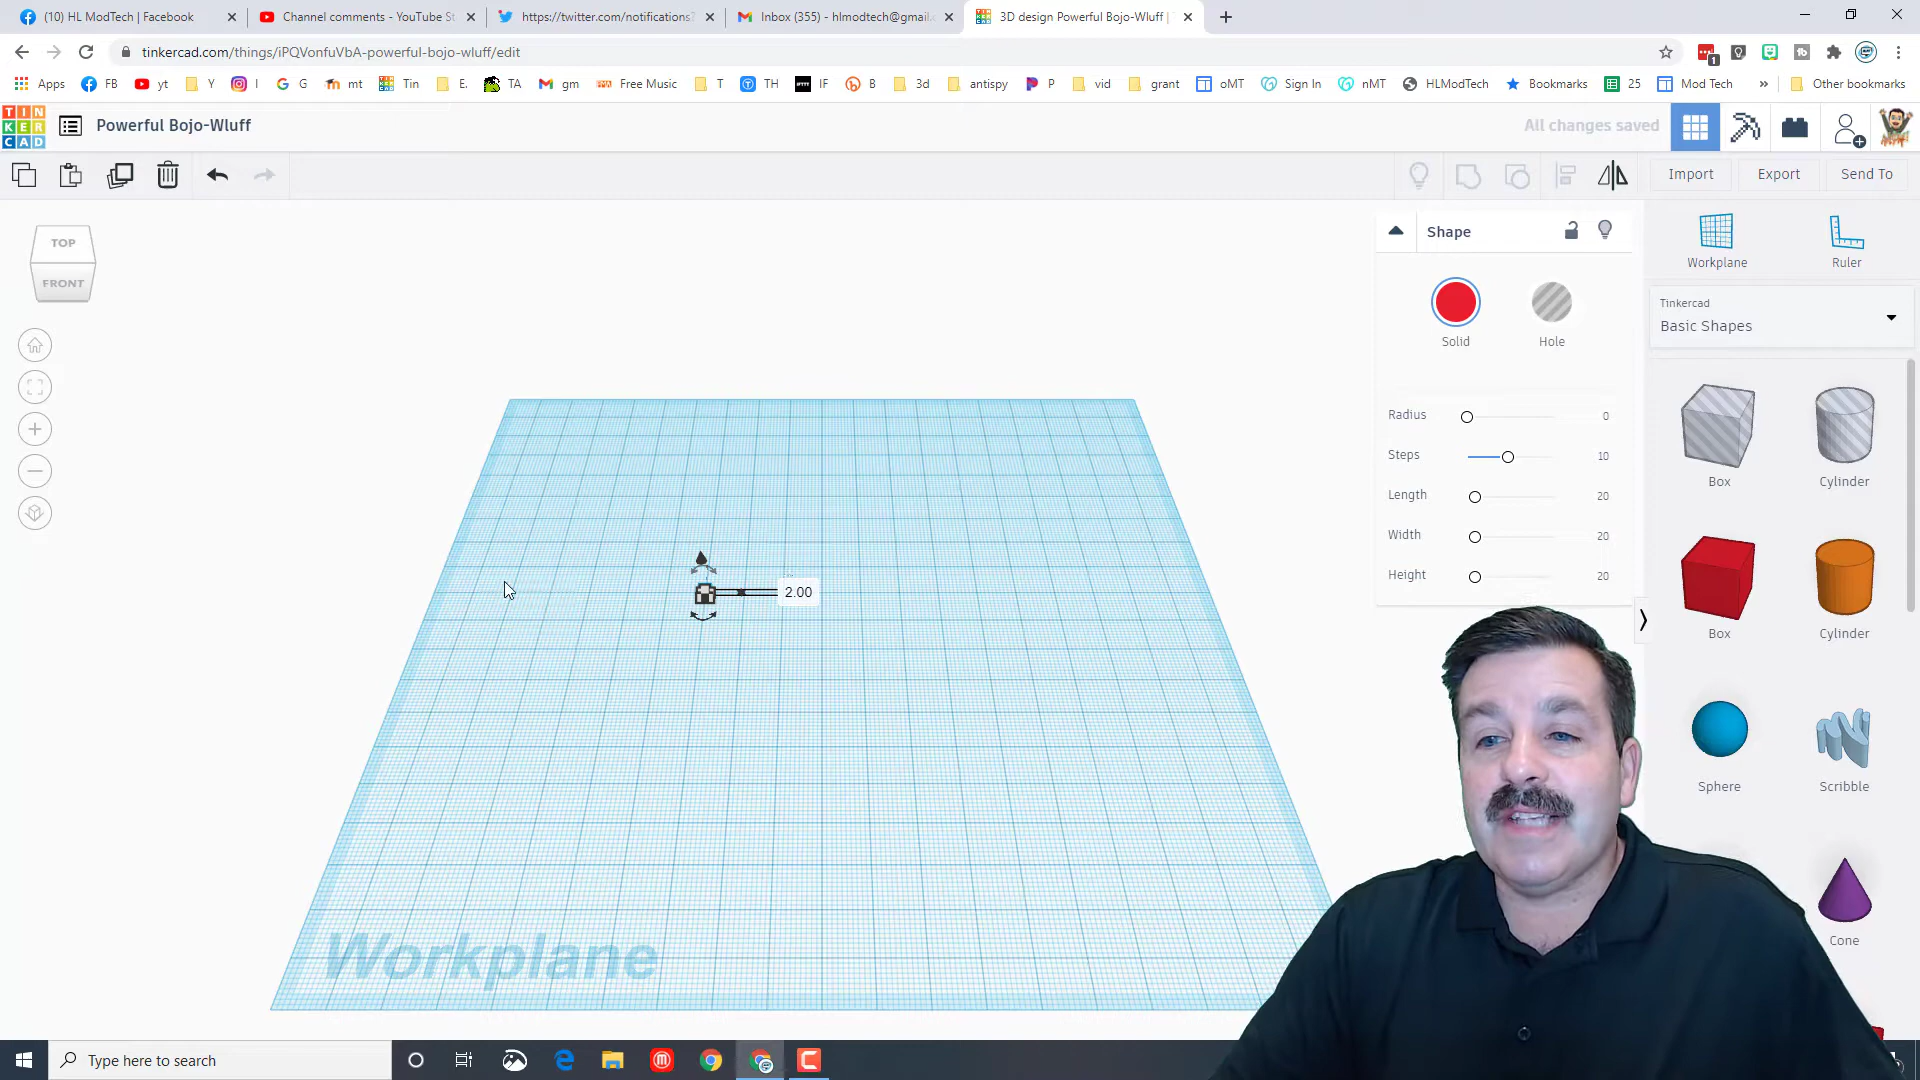 (10) HL ModTech | Facebook
Channel comments - YouTube St
https://twitter.com/notifications?
Inbox (355) - hlmodtech@gmail.c
3D design Powerful Bojo-Wluff |
tinkercad.com/things/iPQVonfuVbA-powerful-bojo-wluff/edit
1
Apps
FB
yt
Y
I
G
mt
Tin
E.
TA
gm
Free Music
T
TH
IF
B
3d
antispy
P
vid
grant
oMT
Sign In
nMT
HLModTech
Bookmarks
25
Mod Tech
»
Other bookmarks
TIN
KER
CAD
Powerful Bojo-Wluff
All changes saved
Import
Export
Send To
TOP
FRONT
Shape
Solid
Hole
Radius
0
Steps
10
Length
20
Width
20
Height
20
Workplane
Ruler
Tinkercad
Basic Shapes
Box
Cylinder
Box
Cylinder
Sphere
Scribble
Cone
2.00
Workplane
Type here to search